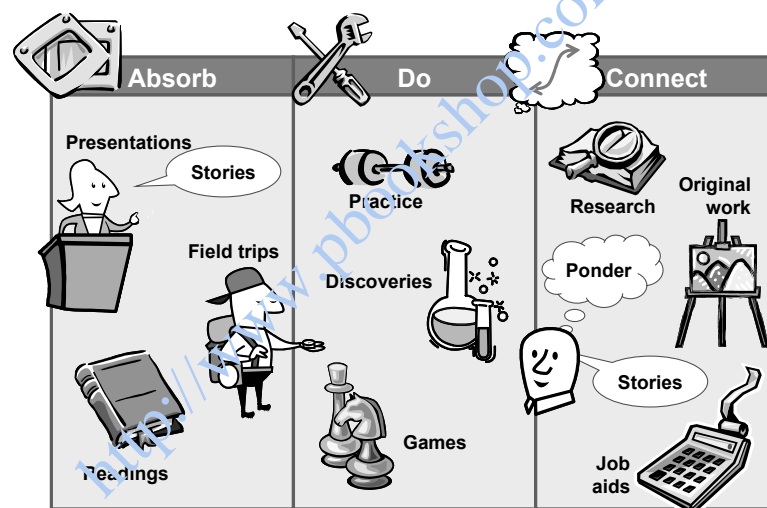 Absorb
Presentations
Stories
Field trips
Readings
Do
Practice
Discoveries
Games
Connect
Research
Original
work
Ponder
Stories
Job
aids
http://www.pbookshop.com